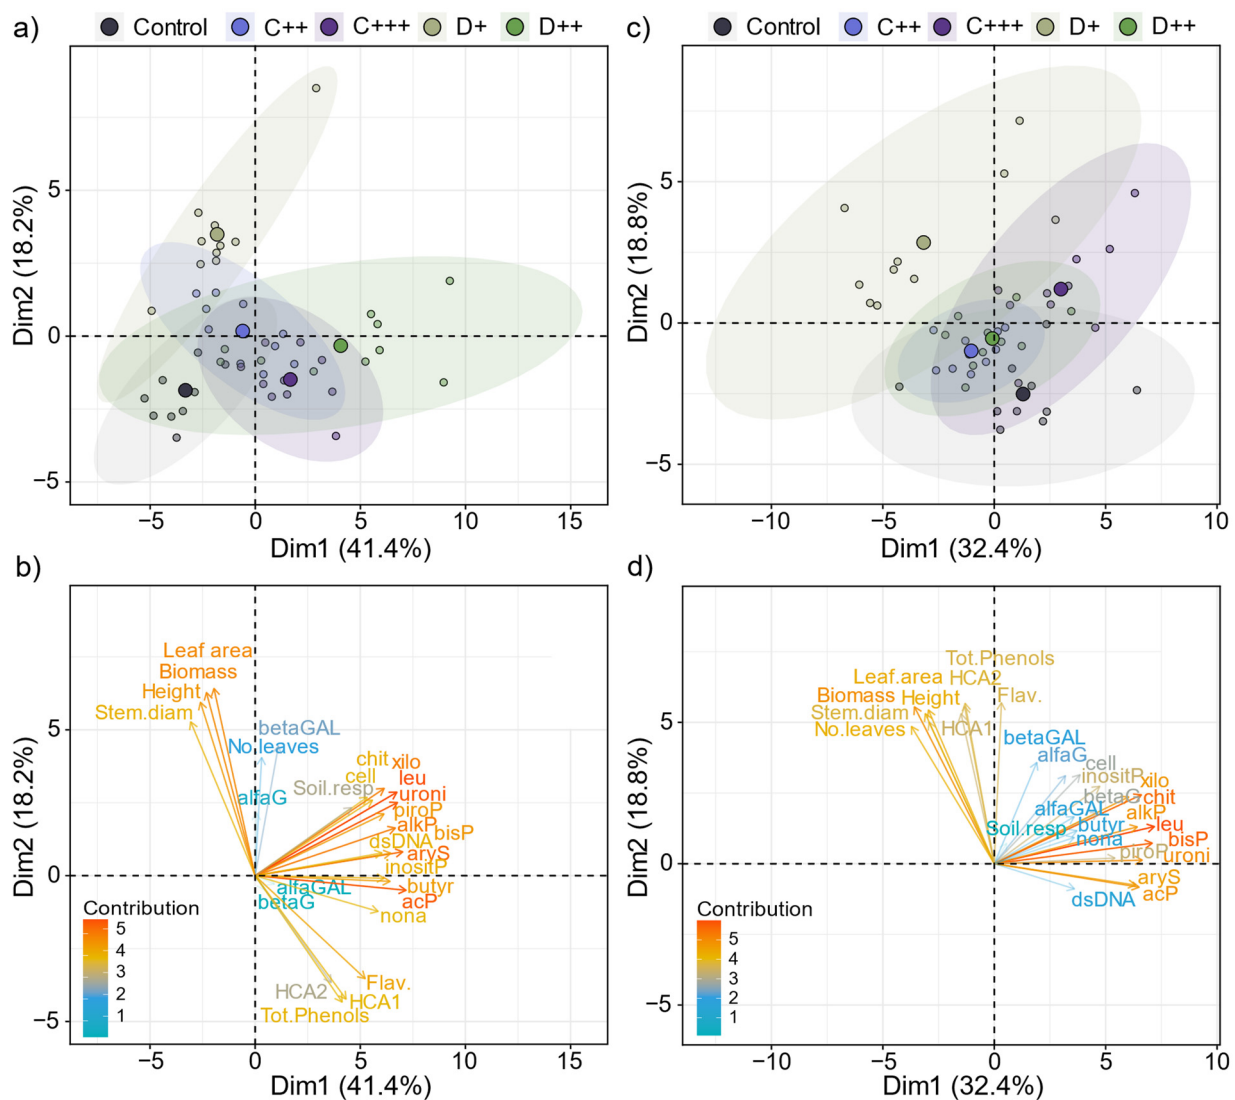 a)
Control C++ C+++ D+ D++
5
0
−5
Dim2 (18.2%)
−5 0 5 10 15
Dim1 (41.4%)
c)
Control C++ C+++ D+ D++
5
0
−5
Dim2 (18.8%)
−10 −5 0 5 10
Dim1 (32.4%)
b)
Leaf area
Biomass
Height
Stem.diam
betaGAL
No.leaves
alfaG
chit
xilo
cell
leu
Soil.resp
uroni
piroP
alkP
bisP
dsDNA
aryS
inositP
alfaGAL
butyr
betaG
acP
nona
Flav.
HCA2
HCA1
Tot.Phenols
Contribution
5
4
3
2
1
5
0
−5
Dim2 (18.2%)
−5 0 5 10 15
Dim1 (41.4%)
d)
Tot.Phenols
Leaf.area
HCA2
Biomass
Height
Flav.
Stem.diam
No.leaves
HCA1
betaGAL
alfaG
cell
inositP
xilo
betaG
chit
alfaGAL
alkP
Soil.resp
butyr
leu
nona
bisP
piroP
uroni
aryS
dsDNA
acP
Contribution
5
4
3
2
1
5
0
−5
Dim2 (18.8%)
−10 −5 0 5 10
Dim1 (32.4%)